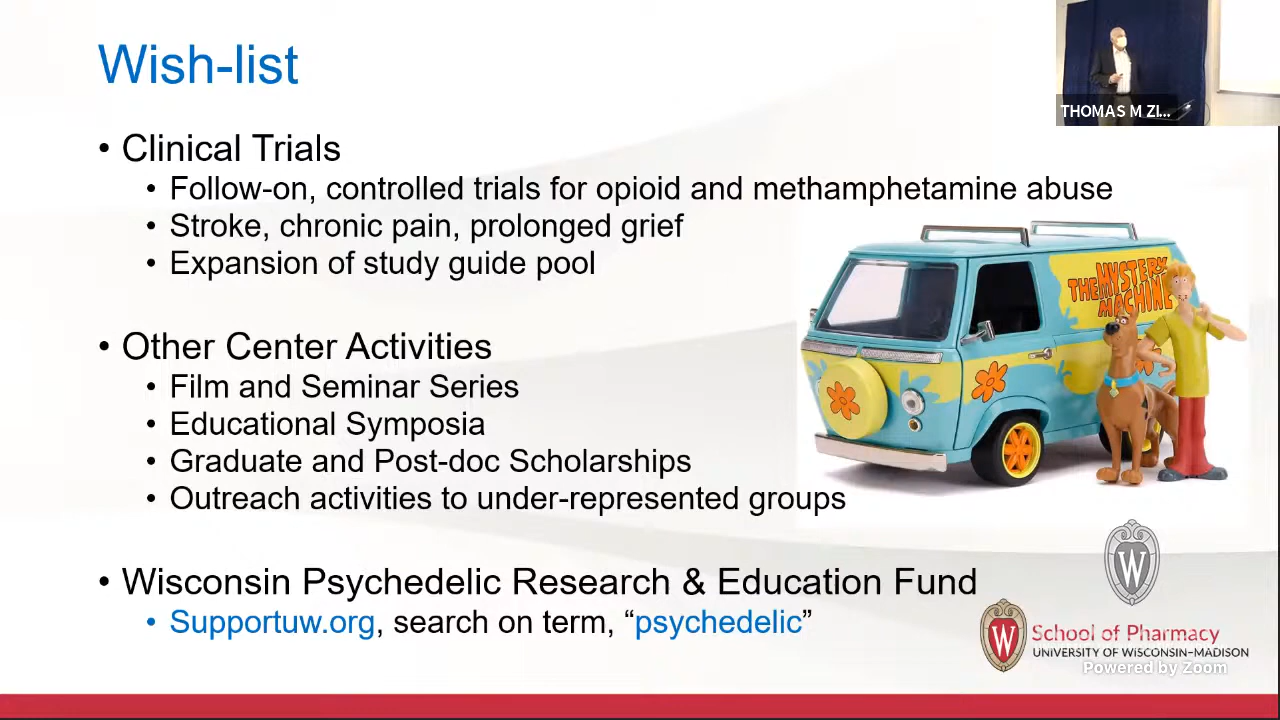 Wish-list
THOMAS M ZI...
• Clinical Trials
• Follow-on, controlled trials for opioid and methamphetamine abuse
• Stroke, chronic pain, prolonged grief
• Expansion of study guide pool
THE MYSTERY
MACHINE
• Other Center Activities
• Film and Seminar Series
• Educational Symposia
• Graduate and Post-doc Scholarships
• Outreach activities to under-represented groups
• Wisconsin Psychedelic Research & Education Fund
• Supportuw.org, search on term, “psychedelic”
W
W
School of Pharmacy
UNIVERSITY OF WISCONSIN–MADISON
Powered by Zoom